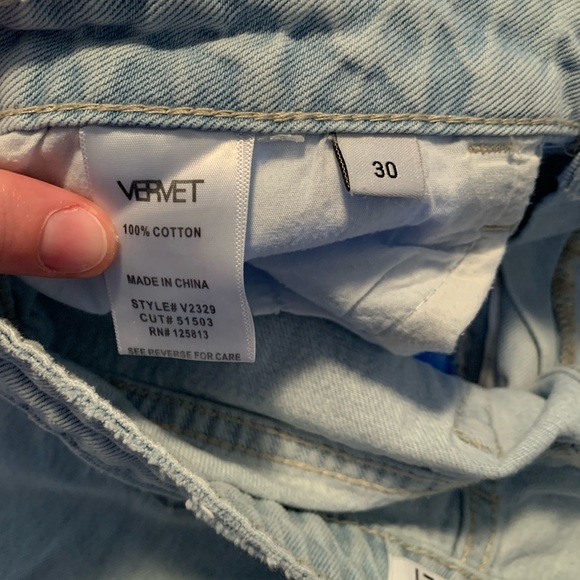 VERVET
100% COTTON
MADE IN CHINA
STYLE# V2329
CUT# 51503
RN# 125813
SEE REVERSE FOR CARE
30